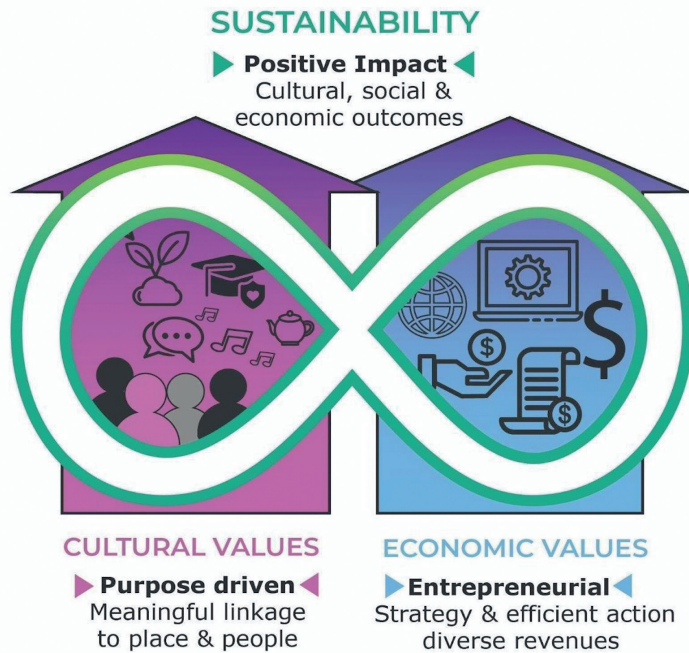 SUSTAINABILITY
Positive Impact
Cultural, social &
economic outcomes
$
$
$
CULTURAL VALUES
Purpose driven
Meaningful linkage
to place & people
ECONOMIC VALUES
Entrepreneurial
Strategy & efficient action
diverse revenues